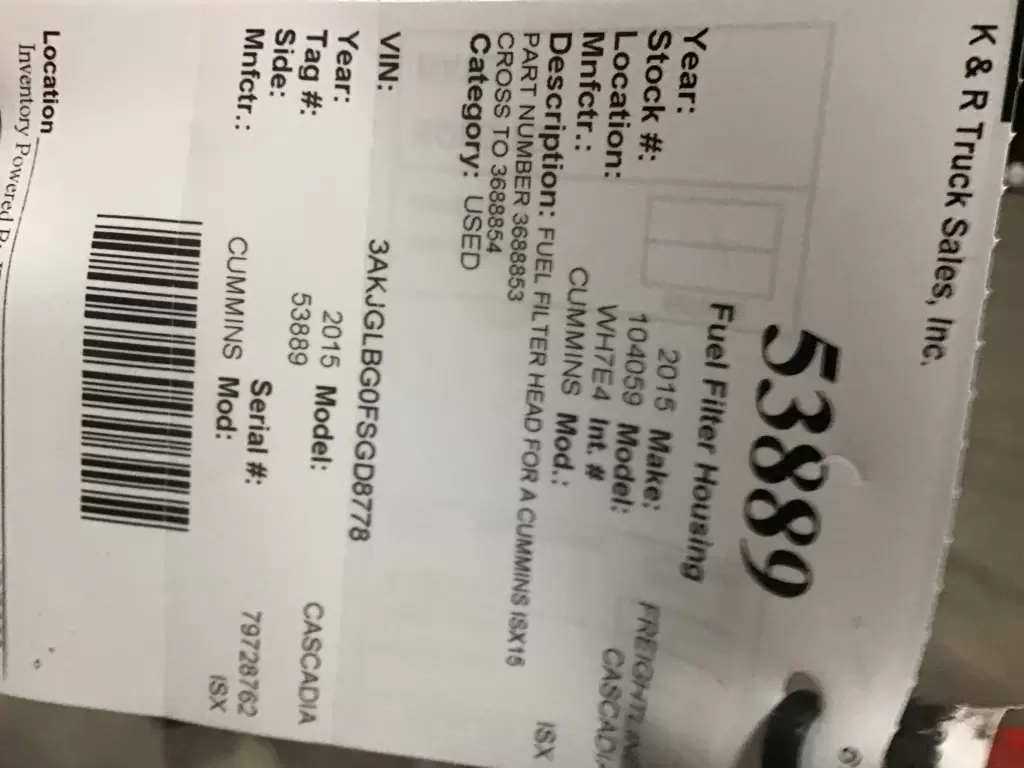 K & R Truck Sales, Inc.
53889
Fuel Filter Housing
Year: 2015 Make: FREIGHTLIN
Stock #: 104059 Model: CASCADIA
Location: WH7E4 Int. #
Mnfctr.: CUMMINS Mod.: ISX
Description: FUEL FILTER HEAD FOR A CUMMINS ISX15
PART NUMBER 3688853
CROSS TO 3688854
Category: USED
VIN: 3AKJGLBG0FSGD8778
Year: 2015 Model: CASCADIA
Tag #: 53889
Side: Serial #: 79728762
Mnfctr.: CUMMINS Mod: ISX
Location
Inventory Powered